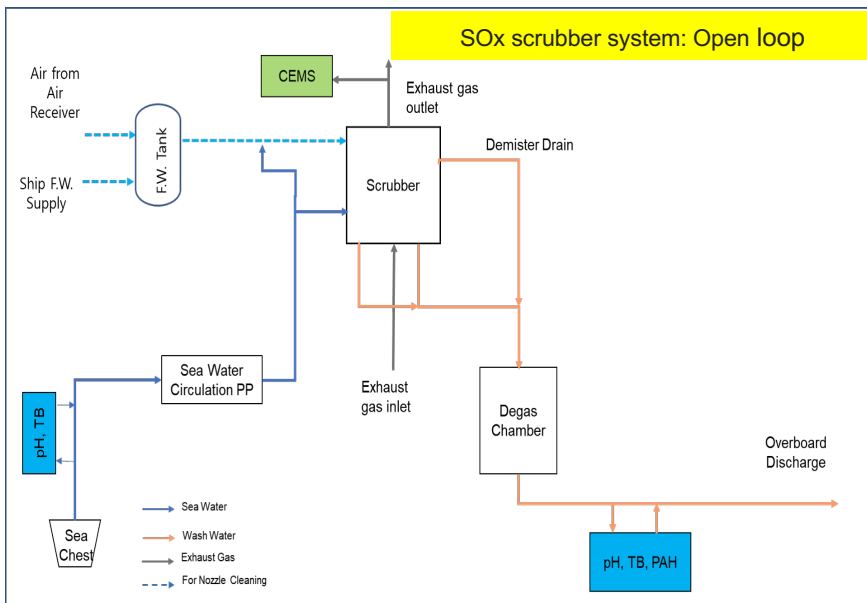 SOx scrubber system: Open loop
Air from
Air
Receiver
CEMS
Exhaust gas
outlet
F.W. Tank
Demister Drain
Ship F.W.
Supply
Scrubber
Sea Water
Circulation PP
Exhaust
gas inlet
Degas
Chamber
pH, TB
Overboard
Discharge
Sea
Chest
Sea Water
Wash Water
Exhaust Gas
For Nozzle Cleaning
pH, TB, PAH